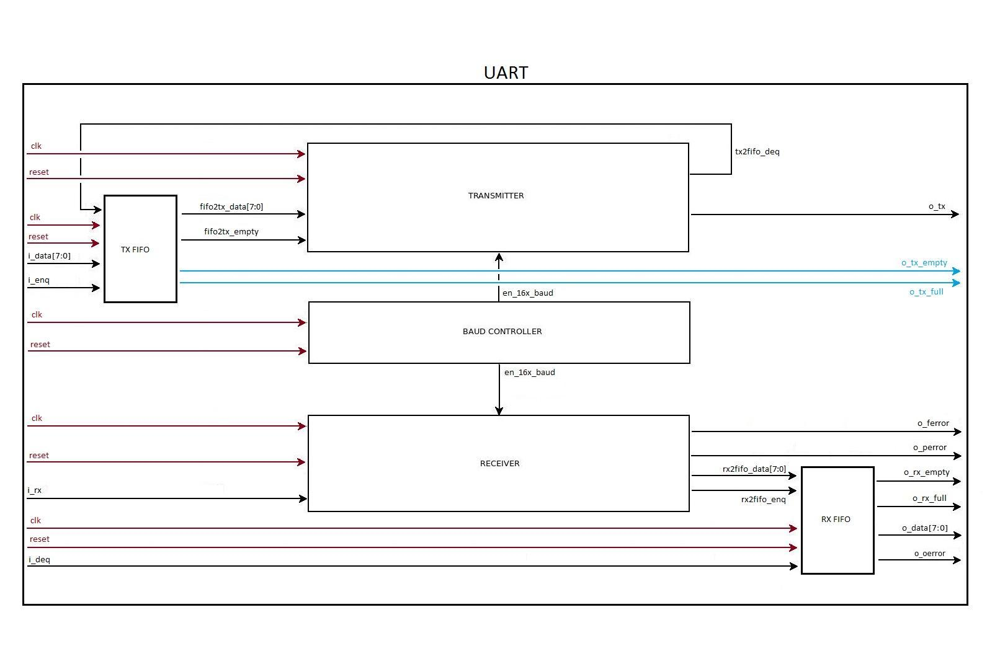 UART
clk
tx2fifo_deq
reset
TRANSMITTER
fifo2tx_data[7:0]
o_tx
clk
fifo2tx_empty
reset
TX FIFO
i_data[7:0]
o_tx_empty
i_enq
o_tx_full
en_16x_baud
clk
BAUD CONTROLLER
reset
en_16x_baud
clk
o_ferror
o_perror
reset
RECEIVER
rx2fifo_data[7:0]
o_rx_empty
i_rx
rx2fifo_enq
o_rx_full
clk
RX FIFO
o_data[7:0]
reset
o_oerror
i_deq